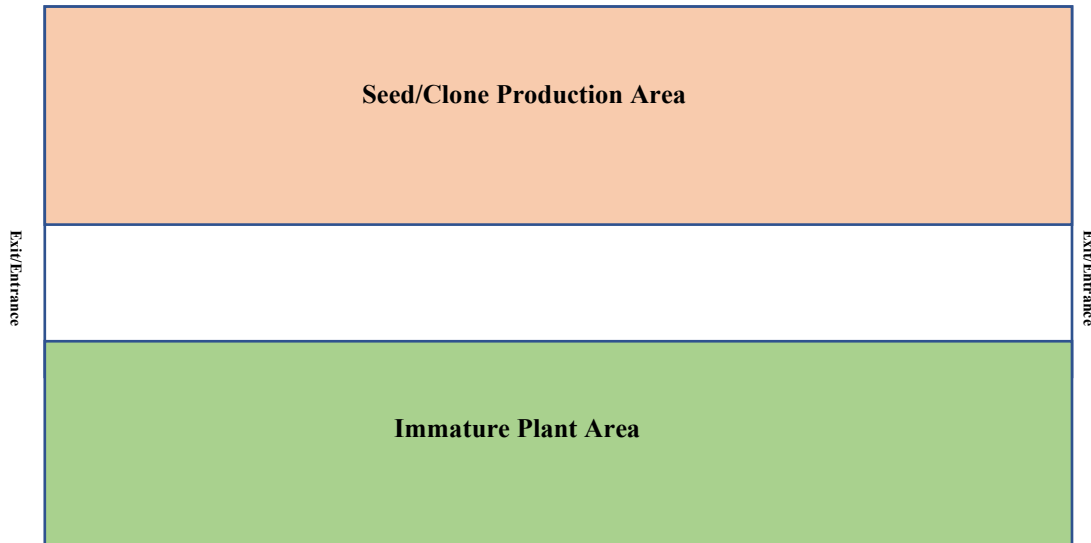 Seed/Clone Production Area
Exit/Entrance
Exit/Entrance
Immature Plant Area